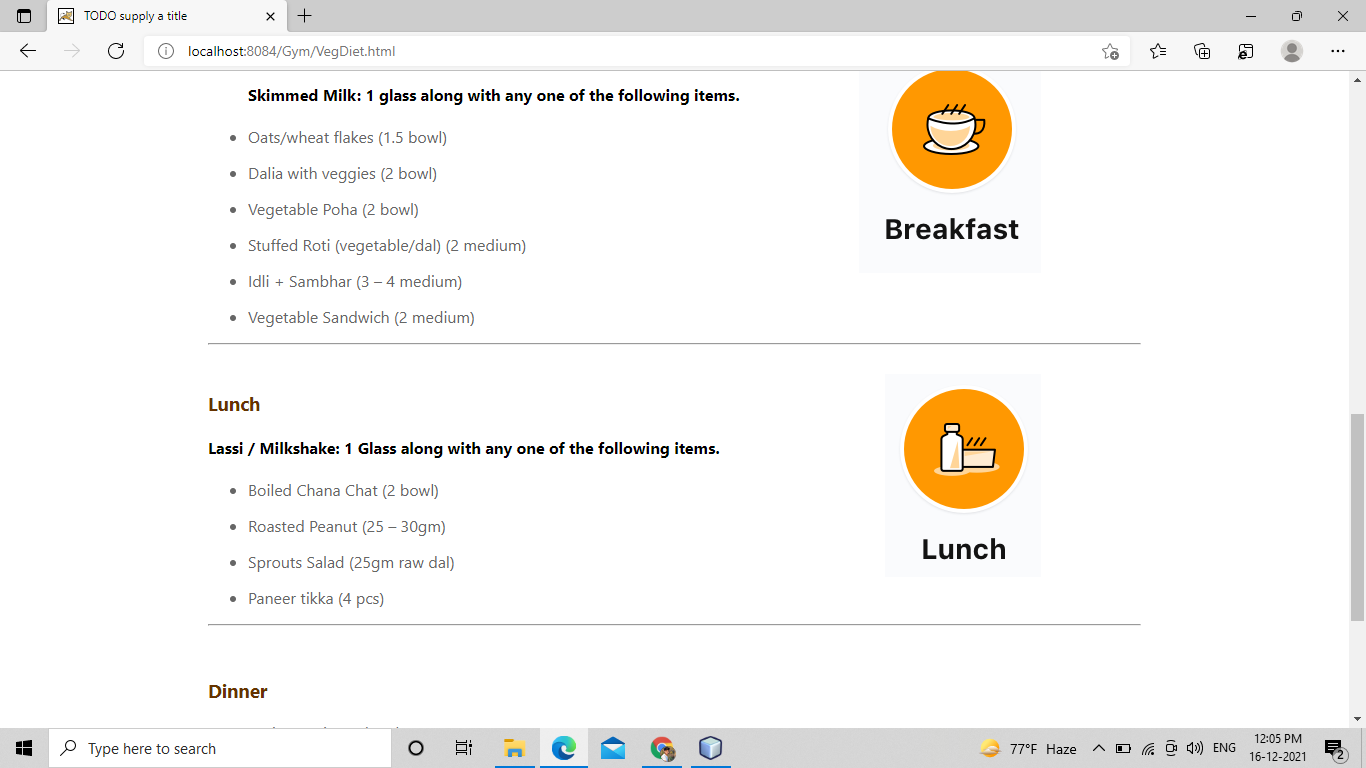 TODO supply a title
localhost:8084/Gym/VegDiet.html
Skimmed Milk: 1 glass along with any one of the following items.
Oats/wheat flakes (1.5 bowl)
Dalia with veggies (2 bowl)
Vegetable Poha (2 bowl)
Stuffed Roti (vegetable/dal) (2 medium)
Idli + Sambhar (3 – 4 medium)
Vegetable Sandwich (2 medium)
Breakfast
Lunch
Lassi / Milkshake: 1 Glass along with any one of the following items.
Boiled Chana Chat (2 bowl)
Roasted Peanut (25 – 30gm)
Sprouts Salad (25gm raw dal)
Paneer tikka (4 pcs)
Lunch
Dinner
Type here to search
77°F Haze
ENG
12:05 PM
16-12-2021
2